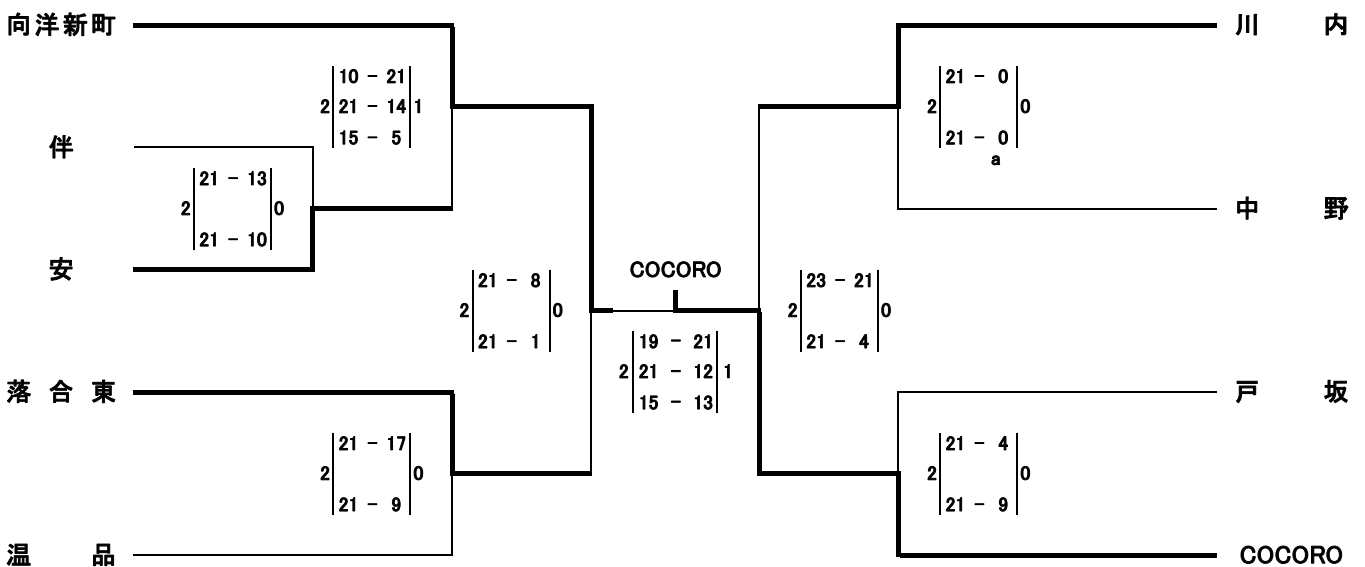 向洋新町
10 - 21
2 21 - 14 1
15 - 5
伴
21 - 13
2 0
21 - 10
安
21 - 8
2 0
21 - 1
落合東
21 - 17
2 0
21 - 9
温品
COCORO
19 - 21
2 21 - 12 1
15 - 13
川内
21 - 0
2 0
21 - 0
a
中野
23 - 21
2 0
21 - 4
戸坂
21 - 4
2 0
21 - 9
COCORO